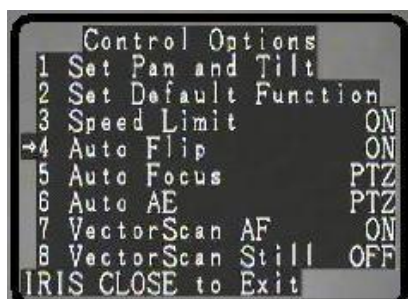 Control Options
1 Set Pan and Tilt
2 Set Default Function
3 Speed Limit ON
→4 Auto Flip ON
5 Auto Focus PTZ
6 Auto AE PTZ
7 VectorScan AF ON
8 VectorScan Still OFF
IRIS CLOSE to Exit